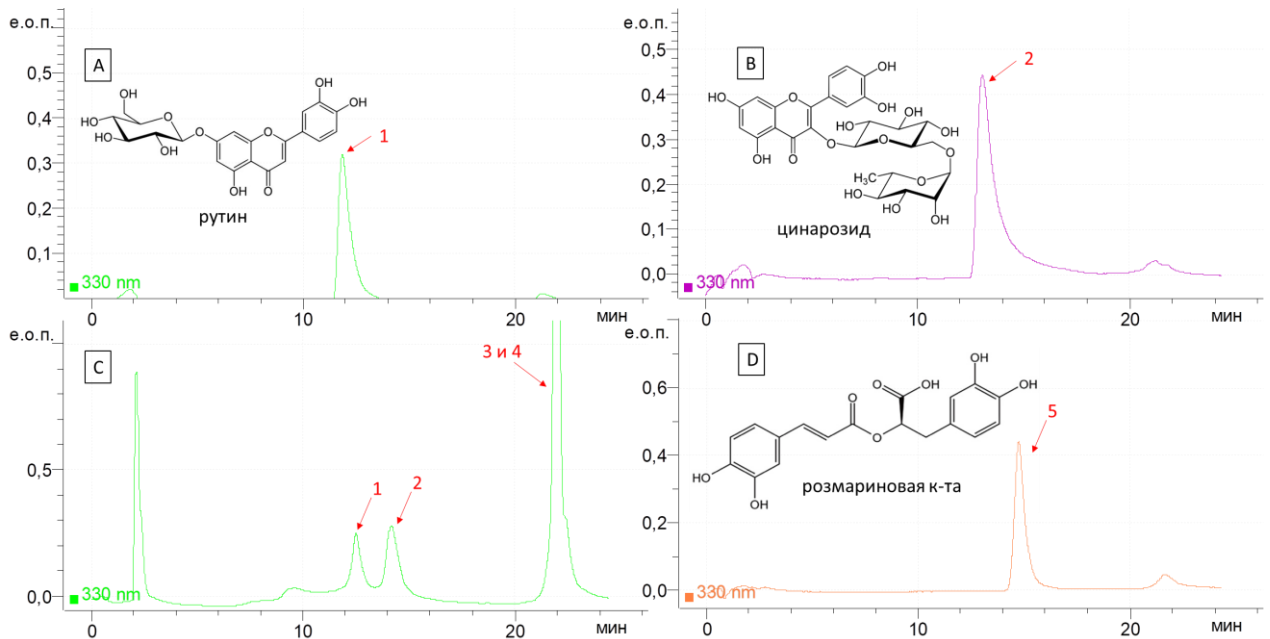 е.о.п.
A
0,5
0,4
0,3
0,2
0,1
HO
OH
O
HO
O
HO
OH
O
OH
OH
OH
O
рутин
1
330 nm
0
10
20
мин
е.о.п.
B
0,5
0,4
0,3
0,2
0,1
0,0
HO
O
OH
OH
OH
O
O
HO
OH
OH
O
O
H₃C
O
HO
HO
OH
цинарозид
2
330 nm
0
10
20
мин
е.о.п.
C
0,5
0,0
1
2
3 и 4
330 nm
0
10
20
мин
е.о.п.
D
0,6
0,4
0,2
0,0
HO
OH
O
O
O
OH
OH
OH
розмариновая к-та
5
330 nm
0
10
20
мин